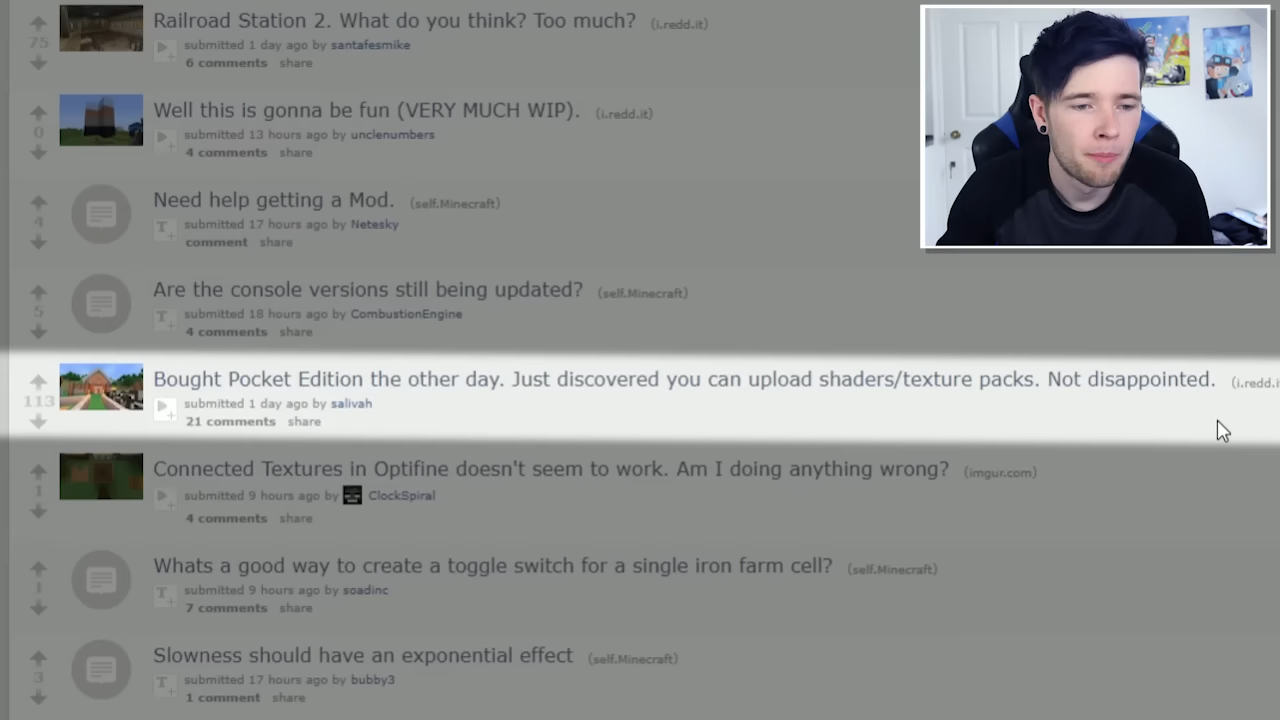 Railroad Station 2. What do you think? Too much? (i.redd.it)
75
submitted 1 day ago by santafesmike
6 comments share
Well this is gonna be fun (VERY MUCH WIP). (i.redd.it)
0
submitted 13 hours ago by unclenumbers
4 comments share
Need help getting a Mod. (self.Minecraft)
4
submitted 17 hours ago by Netesky
comment share
Are the console versions still being updated? (self.Minecraft)
5
submitted 18 hours ago by CombustionEngine
4 comments share
Bought Pocket Edition the other day. Just discovered you can upload shaders/texture packs. Not disappointed. (i.redd.i
113
submitted 1 day ago by salivah
21 comments share
Connected Textures in Optifine doesn't seem to work. Am I doing anything wrong? (imgur.com)
1
submitted 9 hours ago by ClockSpiral
4 comments share
Whats a good way to create a toggle switch for a single iron farm cell? (self.Minecraft)
1
submitted 9 hours ago by soadinc
7 comments share
Slowness should have an exponential effect (self.Minecraft)
3
submitted 17 hours ago by bubby3
1 comment share